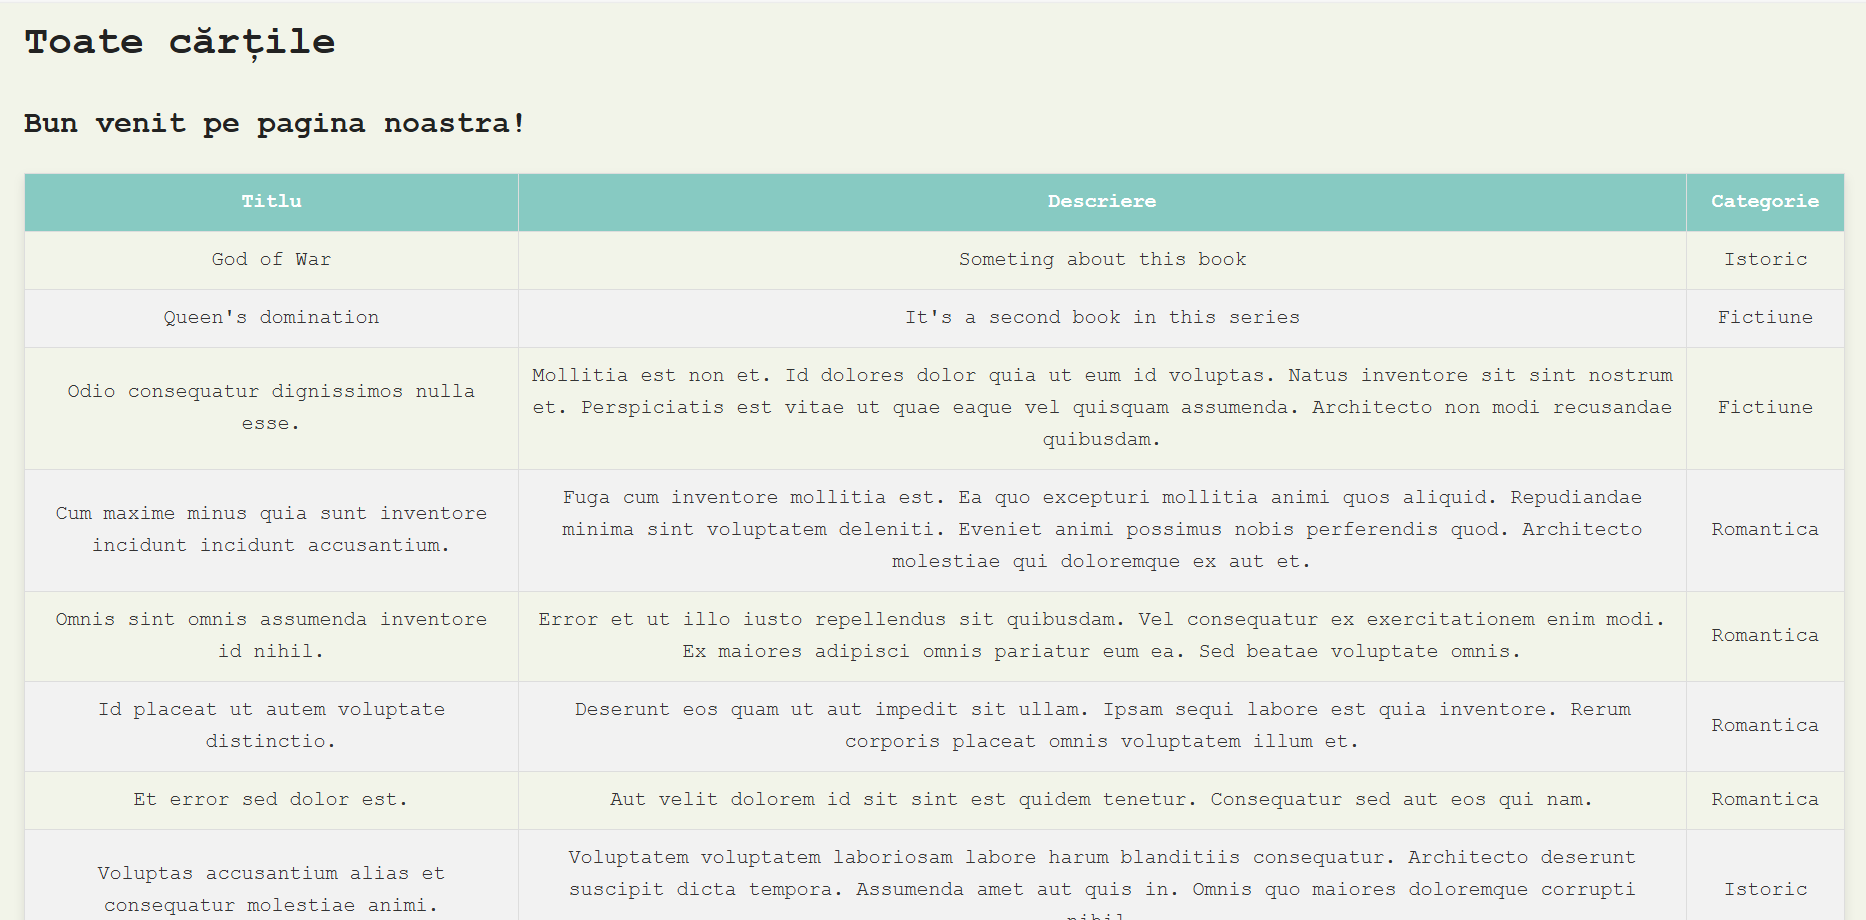 Toate cărțile
Bun venit pe pagina noastra!
Titlu Descriere Categorie
God of War Someting about this book Istoric
Queen's domination It's a second book in this series Fictiune
Odio consequatur dignissimos nulla
esse.
Mollitia est non et. Id dolores dolor quia ut eum id voluptas. Natus inventore sit sint nostrum
et. Perspiciatis est vitae ut quae eaque vel quisquam assumenda. Architecto non modi recusandae
quibusdam.
Fictiune
Cum maxime minus quia sunt inventore
incidunt incidunt accusantium.
Fuga cum inventore mollitia est. Ea quo excepturi mollitia animi quos aliquid. Repudiandae
minima sint voluptatem deleniti. Eveniet animi possimus nobis perferendis quod. Architecto
molestiae qui doloremque ex aut et.
Romantica
Omnis sint omnis assumenda inventore
id nihil.
Error et ut illo iusto repellendus sit quibusdam. Vel consequatur ex exercitationem enim modi.
Ex maiores adipisci omnis pariatur eum ea. Sed beatae voluptate omnis.
Romantica
Id placeat ut autem voluptate
distinctio.
Deserunt eos quam ut aut impedit sit ullam. Ipsam sequi labore est quia inventore. Rerum
corporis placeat omnis voluptatem illum et.
Romantica
Et error sed dolor est. Aut velit dolorem id sit sint est quidem tenetur. Consequatur sed aut eos qui nam. Romantica
Voluptas accusantium alias et
consequatur molestiae animi.
Voluptatem voluptatem laboriosam labore harum blanditiis consequatur. Architecto deserunt
suscipit dicta tempora. Assumenda amet aut quis in. Omnis quo maiores doloremque corrupti
Istoric